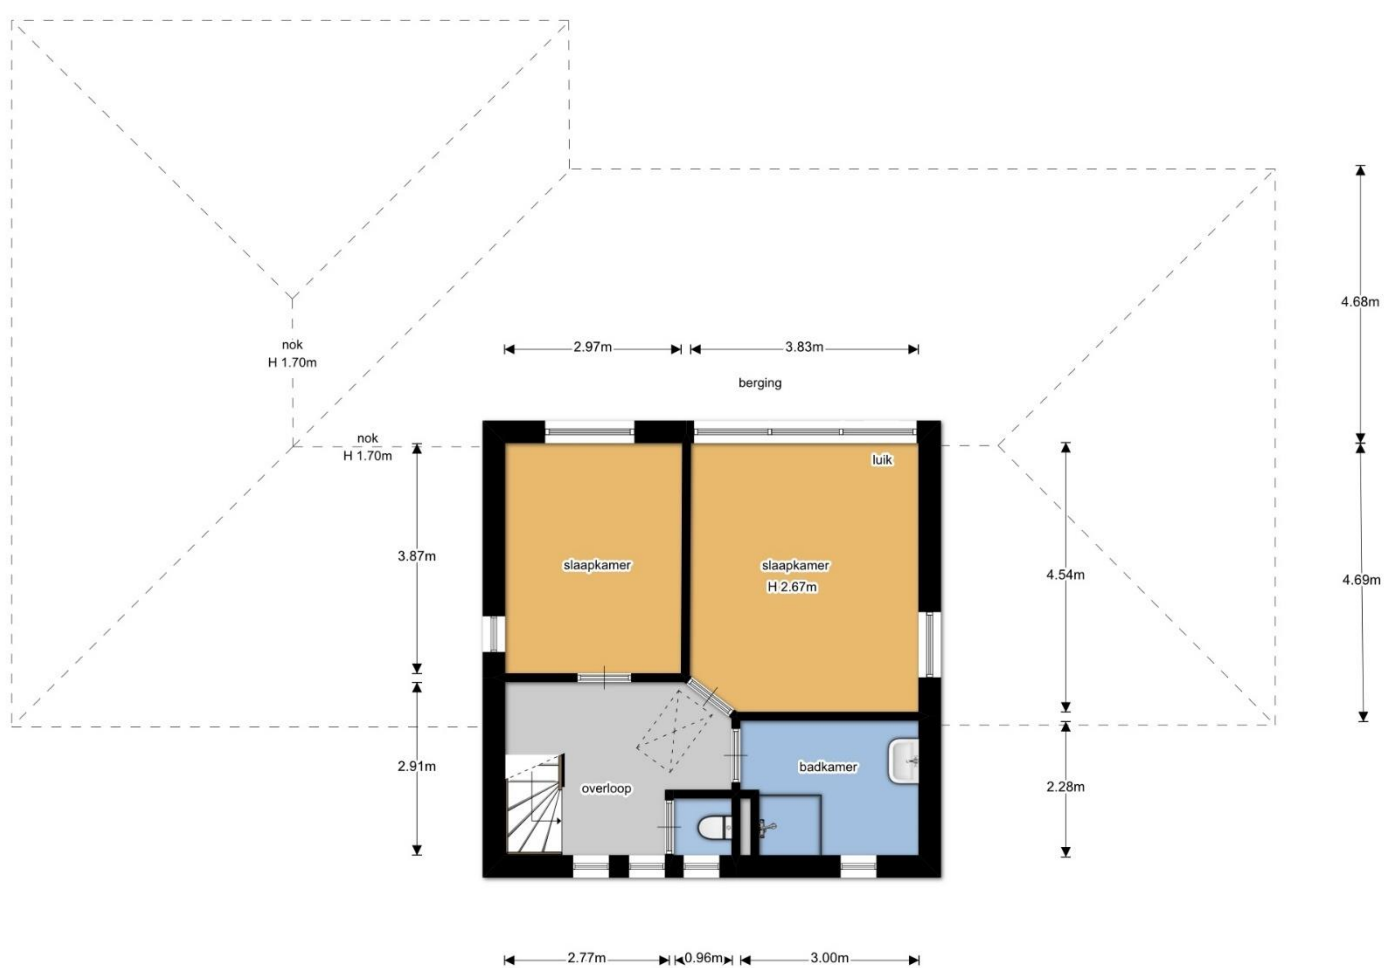 4.68m
nok
H 1.70m
2.97m
3.83m
berging
nok
H 1.70m
luik
3.87m
slaapkamer
slaapkamer
H 2.67m
4.54m
4.69m
2.91m
overloop
badkamer
2.28m
2.77m
0.96m
3.00m